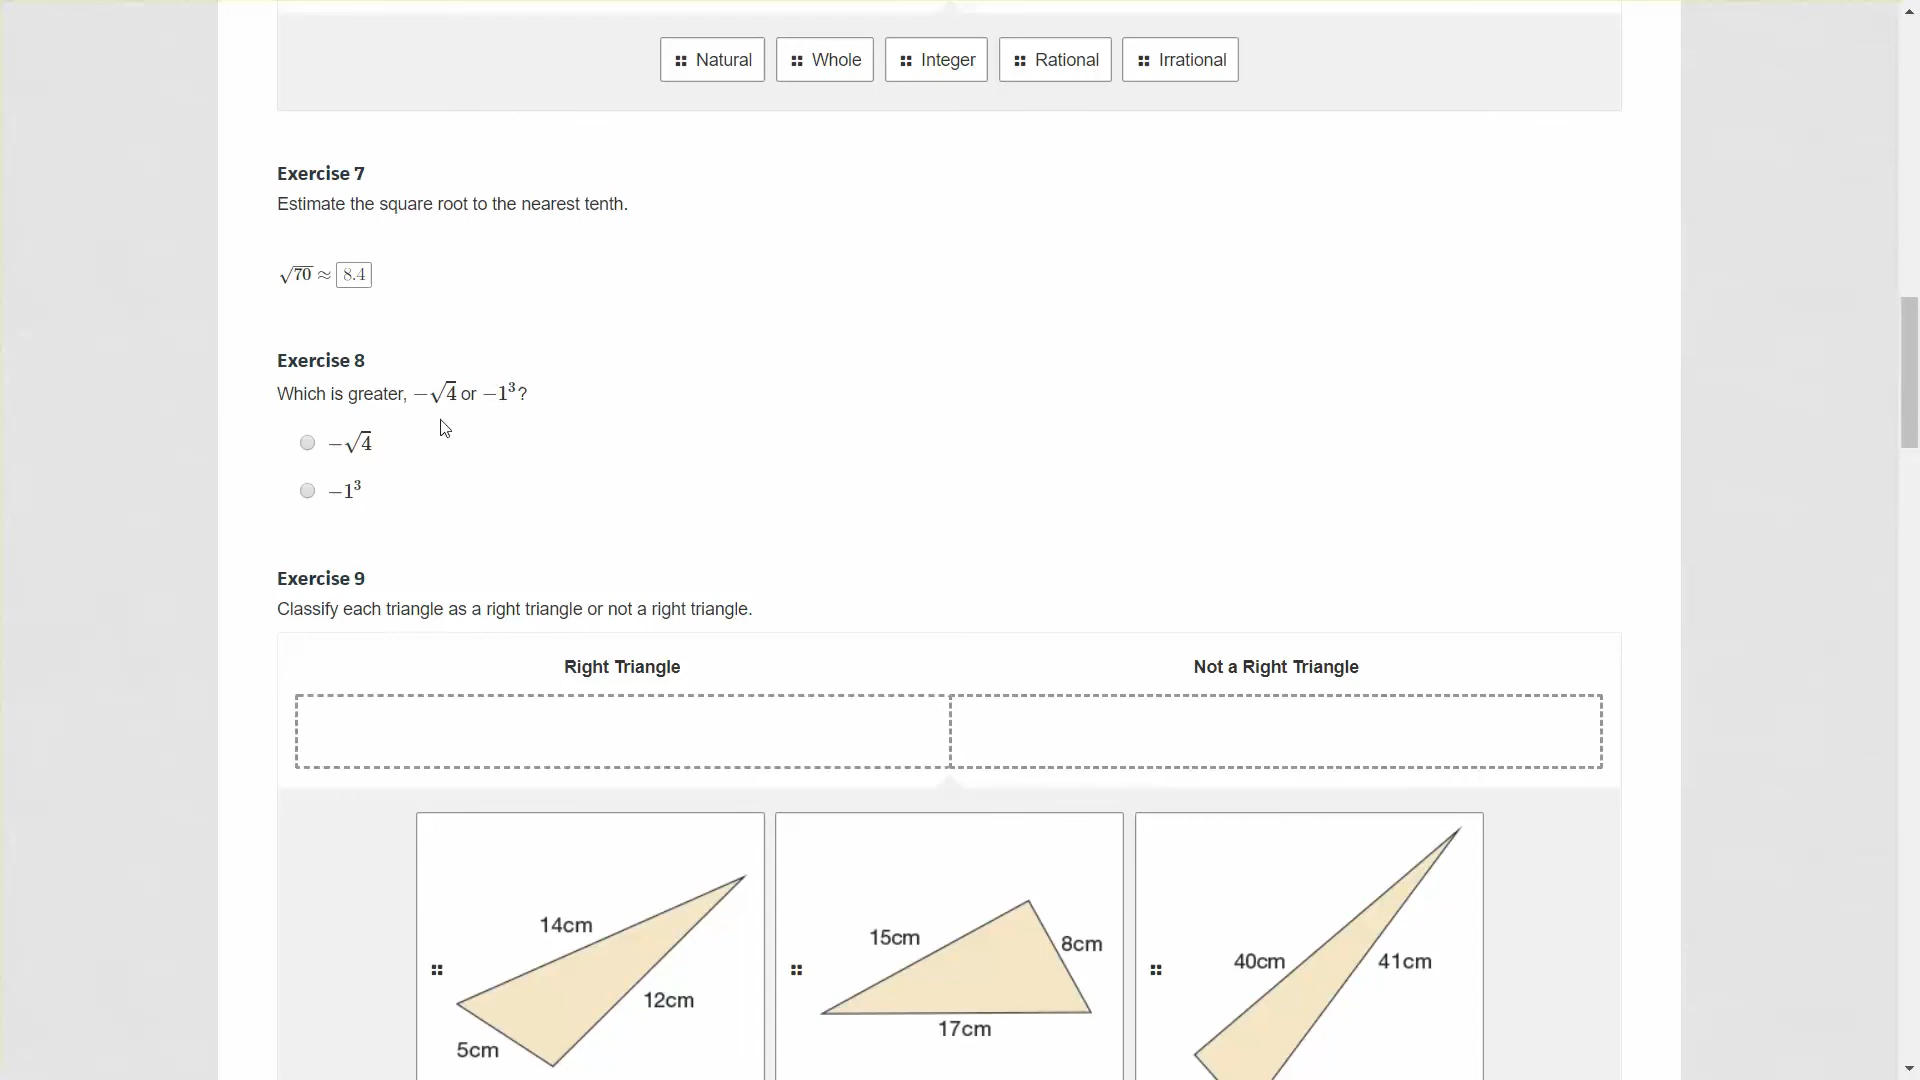 Natural Whole Integer Rational Irrational
Exercise 7
Estimate the square root to the nearest tenth.
√70 ≈ 8.4
Exercise 8
Which is greater, −√4 or −1³?
−√4
−1³
Exercise 9
Classify each triangle as a right triangle or not a right triangle.
Right Triangle Not a Right Triangle
14cm
12cm
5cm
15cm
8cm
17cm
40cm
41cm